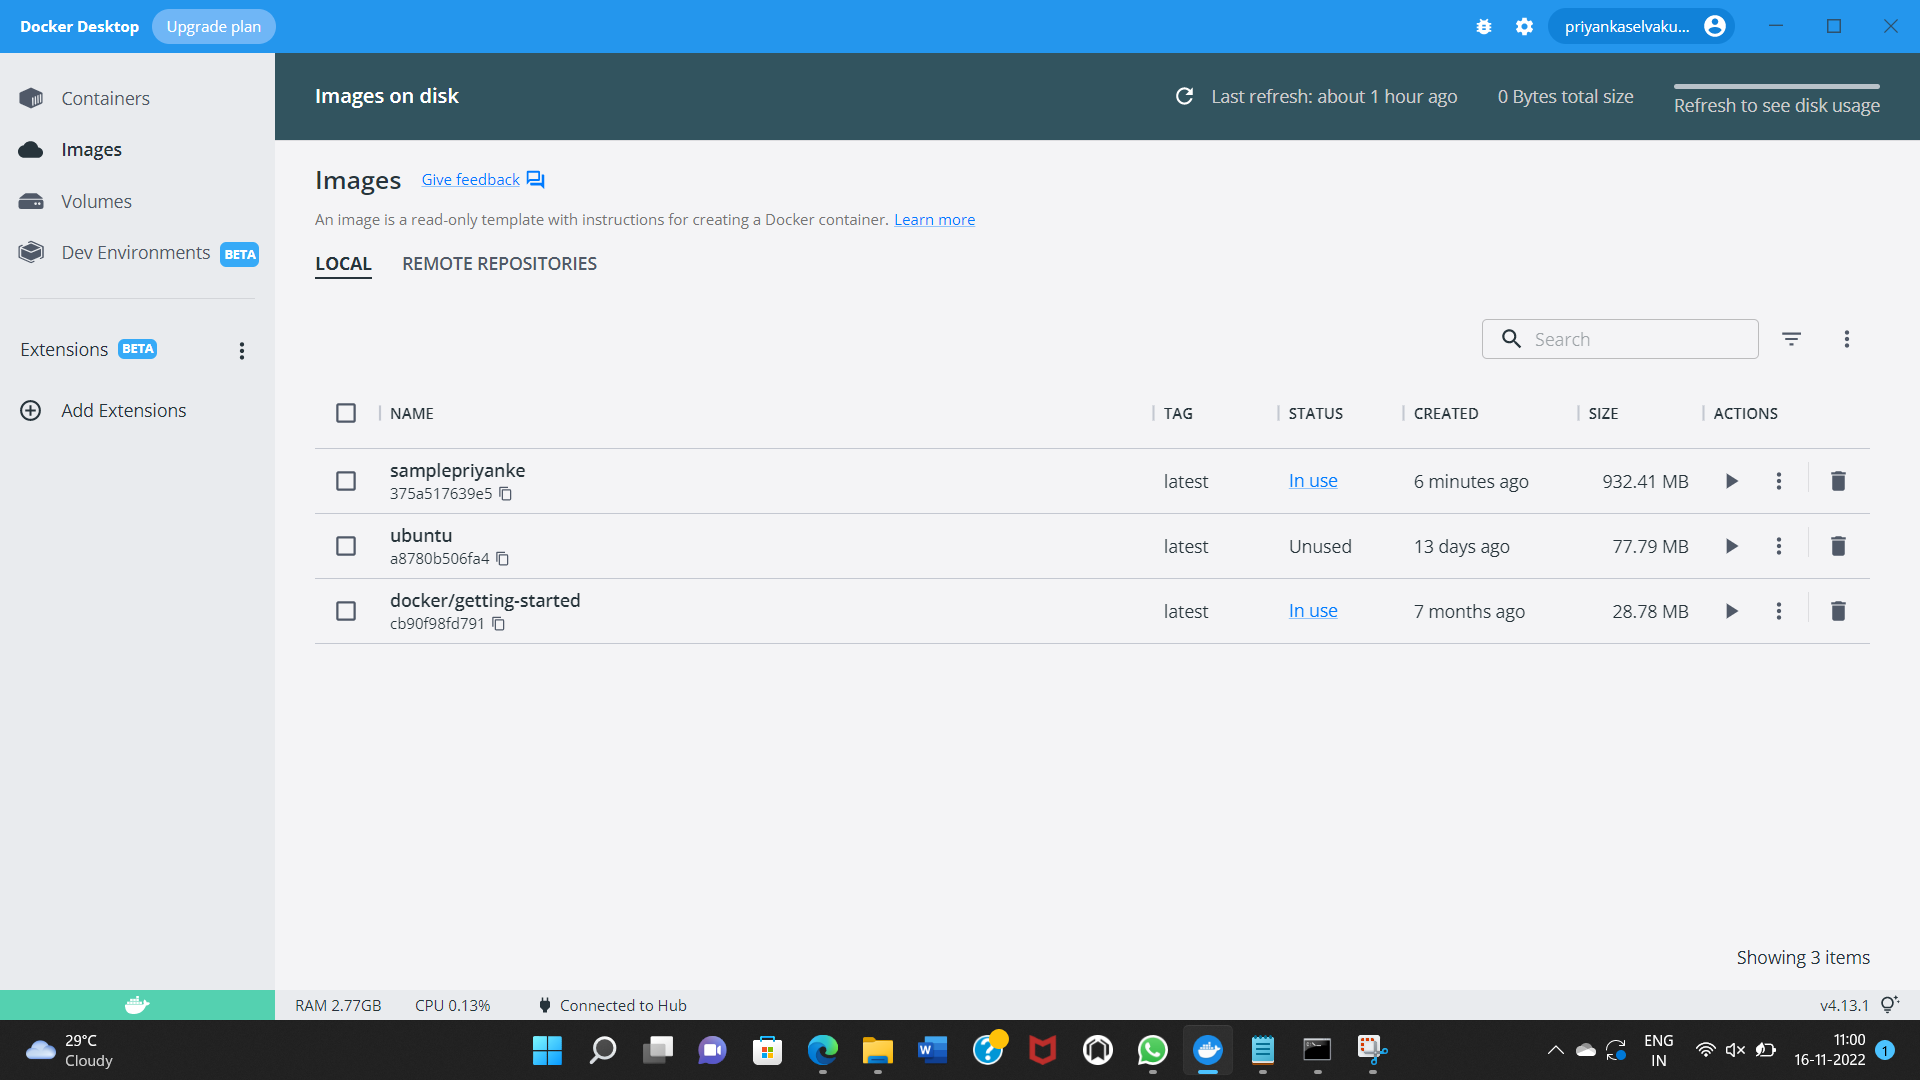 Docker Desktop Upgrade plan priyankaselvaku...
Containers
Images
Volumes
Dev Environments BETA
Extensions BETA
Add Extensions
Images on disk Last refresh: about 1 hour ago 0 Bytes total size Refresh to see disk usage
Images Give feedback
An image is a read-only template with instructions for creating a Docker container. Learn more
LOCAL REMOTE REPOSITORIES
Search
NAME TAG STATUS CREATED SIZE ACTIONS
samplepriyanke
375a517639e5
latest In use 6 minutes ago 932.41 MB
ubuntu
a8780b506fa4
latest Unused 13 days ago 77.79 MB
docker/getting-started
cb90f98fd791
latest In use 7 months ago 28.78 MB
Showing 3 items
RAM 2.77GB CPU 0.13% Connected to Hub v4.13.1
29°C
Cloudy
ENG
IN
11:00
16-11-2022
1